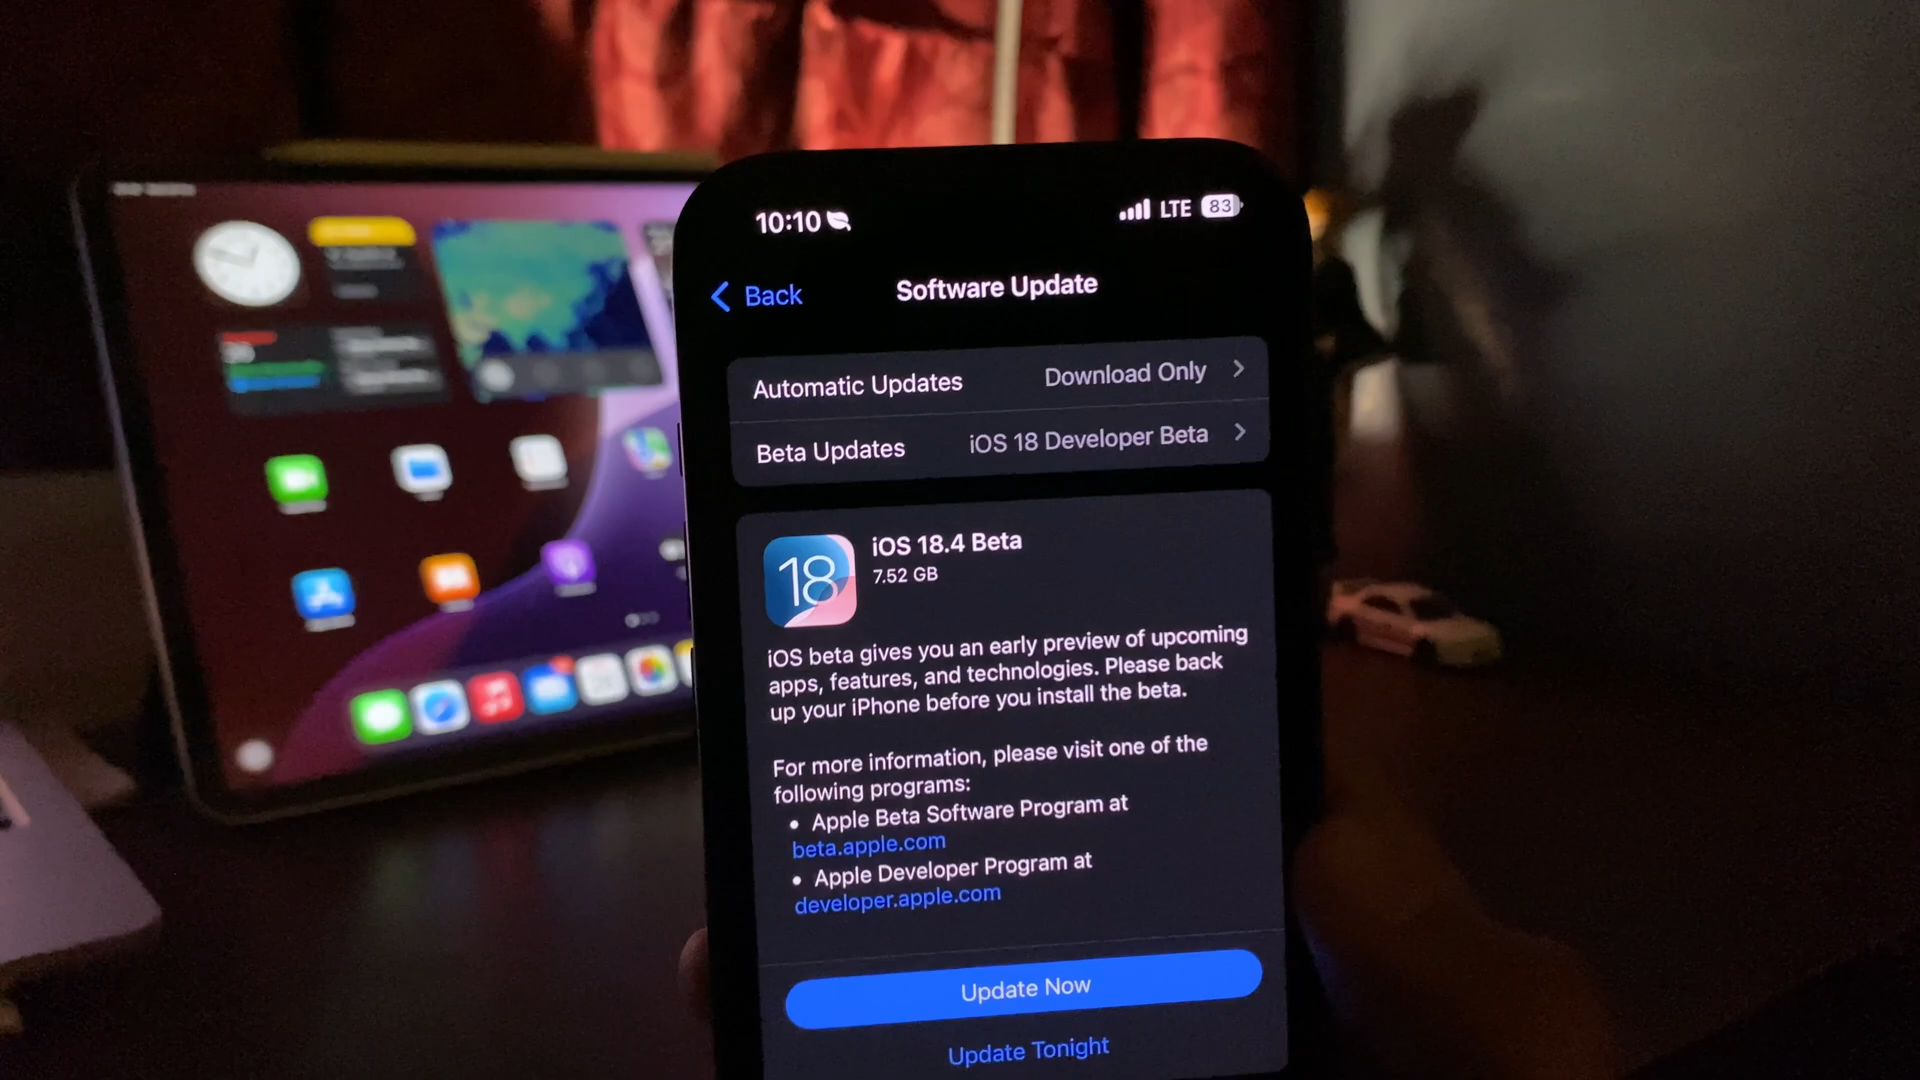 10:10 LTE 83
Back Software Update
Automatic Updates Download Only
Beta Updates iOS 18 Developer Beta
18
iOS 18.4 Beta
7.52 GB
iOS beta gives you an early preview of upcoming
apps, features, and technologies. Please back
up your iPhone before you install the beta.
For more information, please visit one of the
following programs:
• Apple Beta Software Program at
beta.apple.com
• Apple Developer Program at
developer.apple.com
Update Now
Update Tonight